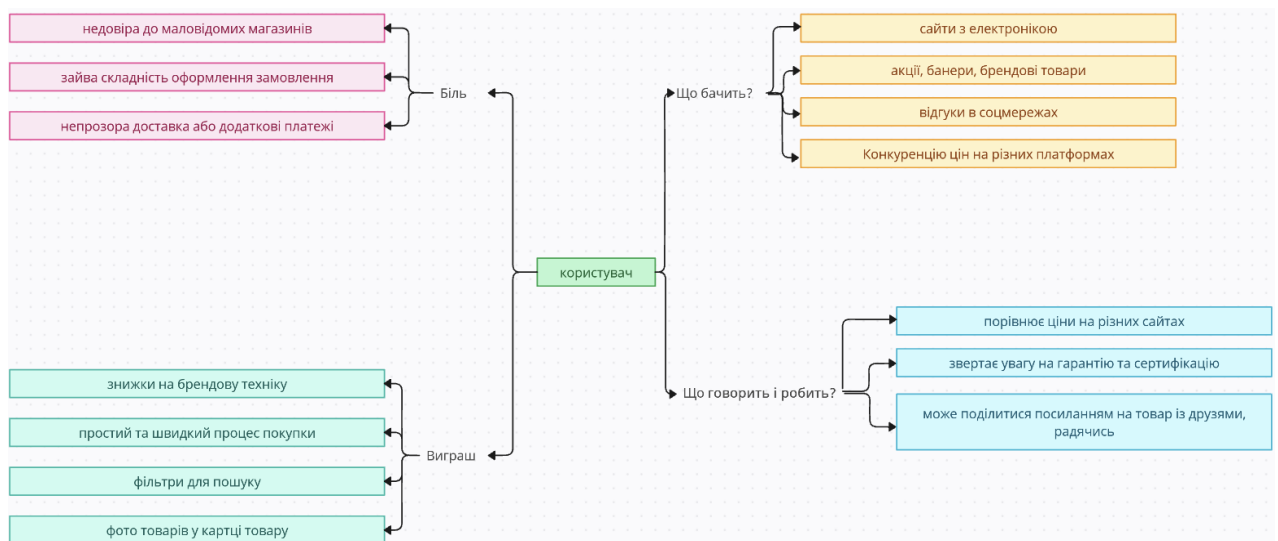 недовіра до маловідомих магазинів
зайва складність оформлення замовлення
непрозора доставка або додаткові платежі
Біль
Що бачить?
сайти з електронікою
акції, банери, брендові товари
відгуки в соцмережах
Конкуренцію цін на різних платформах
користувач
знижки на брендову техніку
простий та швидкий процес покупки
фільтри для пошуку
фото товарів у картці товару
Виграш
Що говорить і робить?
порівнює ціни на різних сайтах
звертає увагу на гарантію та сертифікацію
може поділитися посиланням на товар із друзями,
радячись